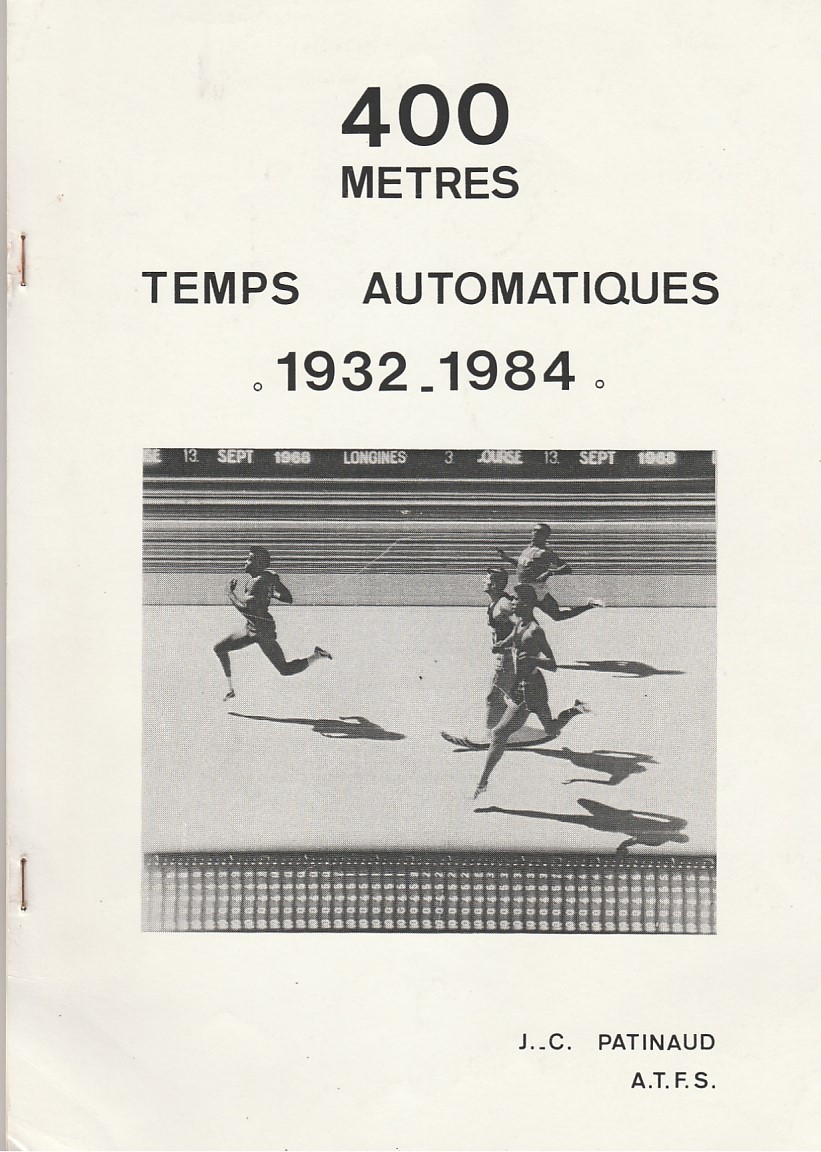 400
METRES
TEMPS AUTOMATIQUES
1932-1984
13. SEPT 1968 LONGINES 3. COURSE 13. SEPT 1968
J.-C. PATINAUD
A.T.F.S.